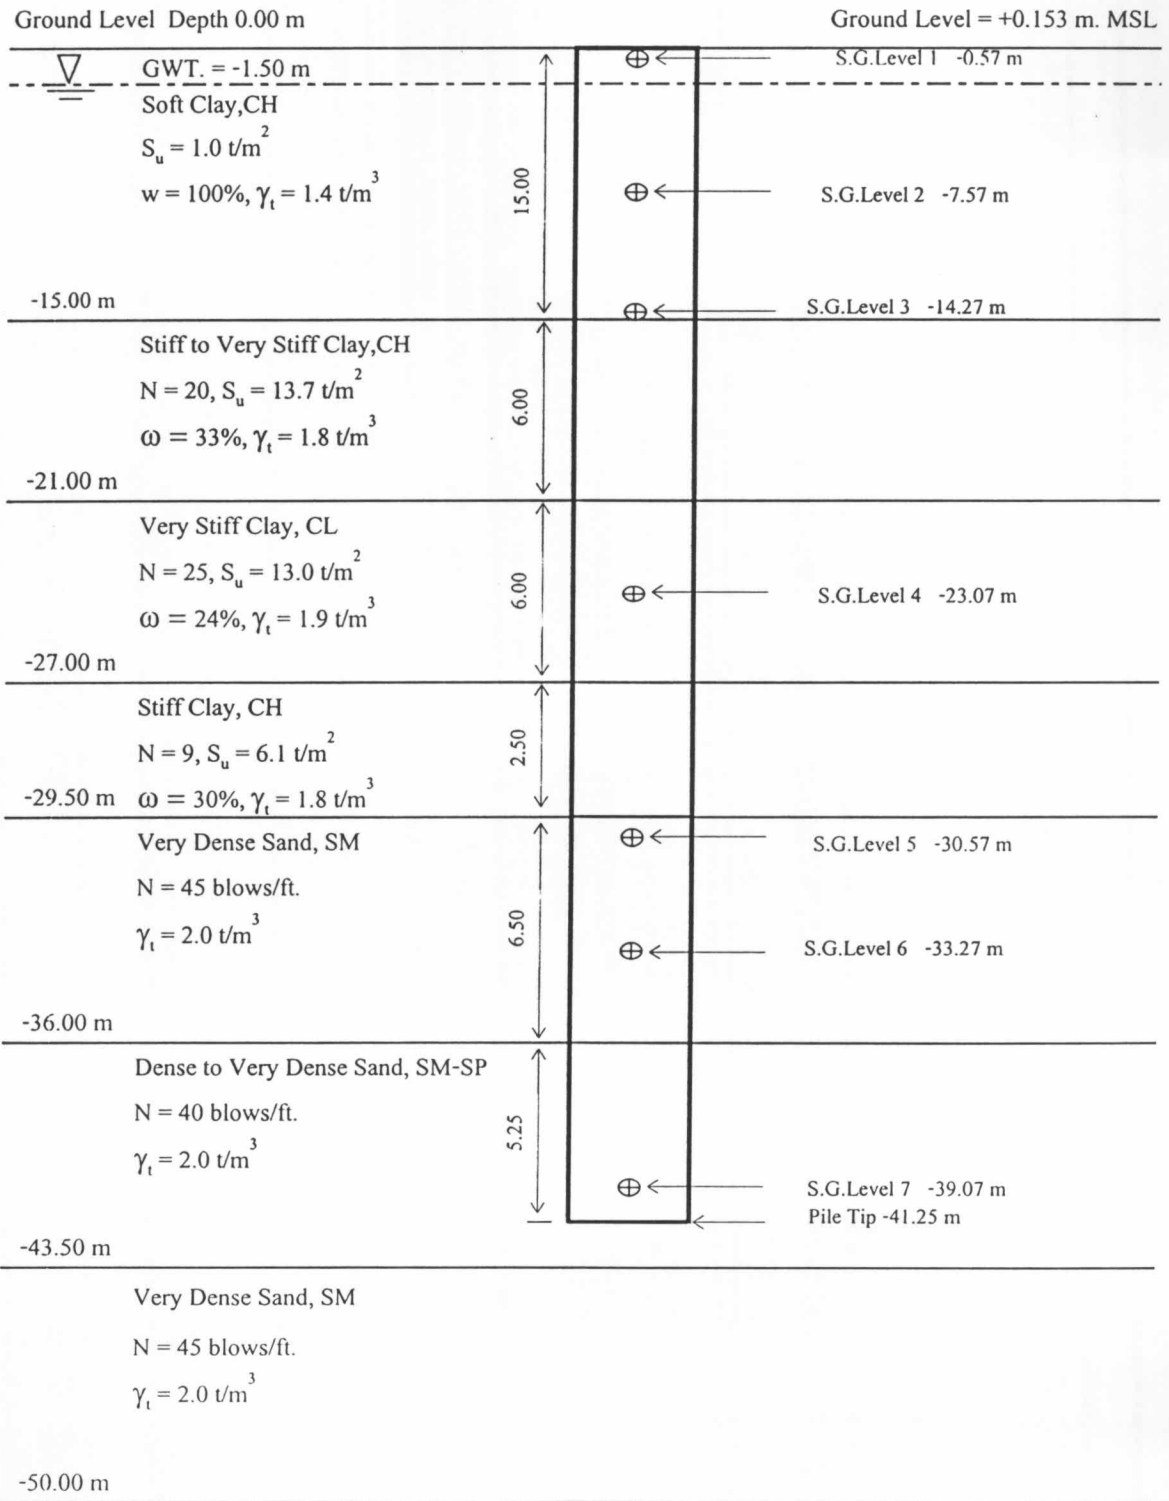 Ground Level Depth 0.00 m
Ground Level = +0.153 m. MSL
S.G.Level 1 -0.57 m
GWT. = -1.50 m
Soft Clay,CH
Sᵤ = 1.0 t/m²
w = 100%, γₜ = 1.4 t/m³
15.00
S.G.Level 2 -7.57 m
-15.00 m
S.G.Level 3 -14.27 m
Stiff to Very Stiff Clay,CH
N = 20, Sᵤ = 13.7 t/m²
ω = 33%, γₜ = 1.8 t/m³
6.00
-21.00 m
Very Stiff Clay, CL
N = 25, Sᵤ = 13.0 t/m²
ω = 24%, γₜ = 1.9 t/m³
6.00
S.G.Level 4 -23.07 m
-27.00 m
Stiff Clay, CH
N = 9, Sᵤ = 6.1 t/m²
2.50
-29.50 m ω = 30%, γₜ = 1.8 t/m³
Very Dense Sand, SM
S.G.Level 5 -30.57 m
N = 45 blows/ft.
γₜ = 2.0 t/m³
6.50
S.G.Level 6 -33.27 m
-36.00 m
Dense to Very Dense Sand, SM-SP
N = 40 blows/ft.
γₜ = 2.0 t/m³
5.25
S.G.Level 7 -39.07 m
Pile Tip -41.25 m
-43.50 m
Very Dense Sand, SM
N = 45 blows/ft.
γₜ = 2.0 t/m³
-50.00 m